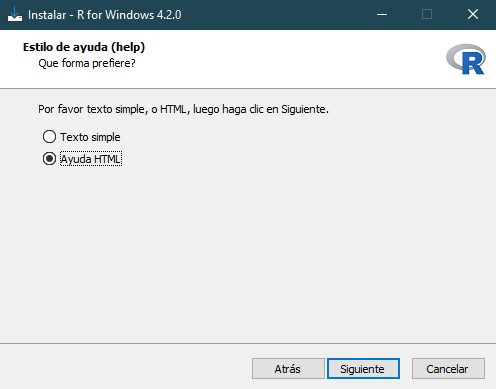 Instalar - R for Windows 4.2.0
Estilo de ayuda (help)
Que forma prefiere?
R
Por favor texto simple, o HTML, luego haga clic en Siguiente.
Texto simple
Ayuda HTML
Atrás Siguiente Cancelar